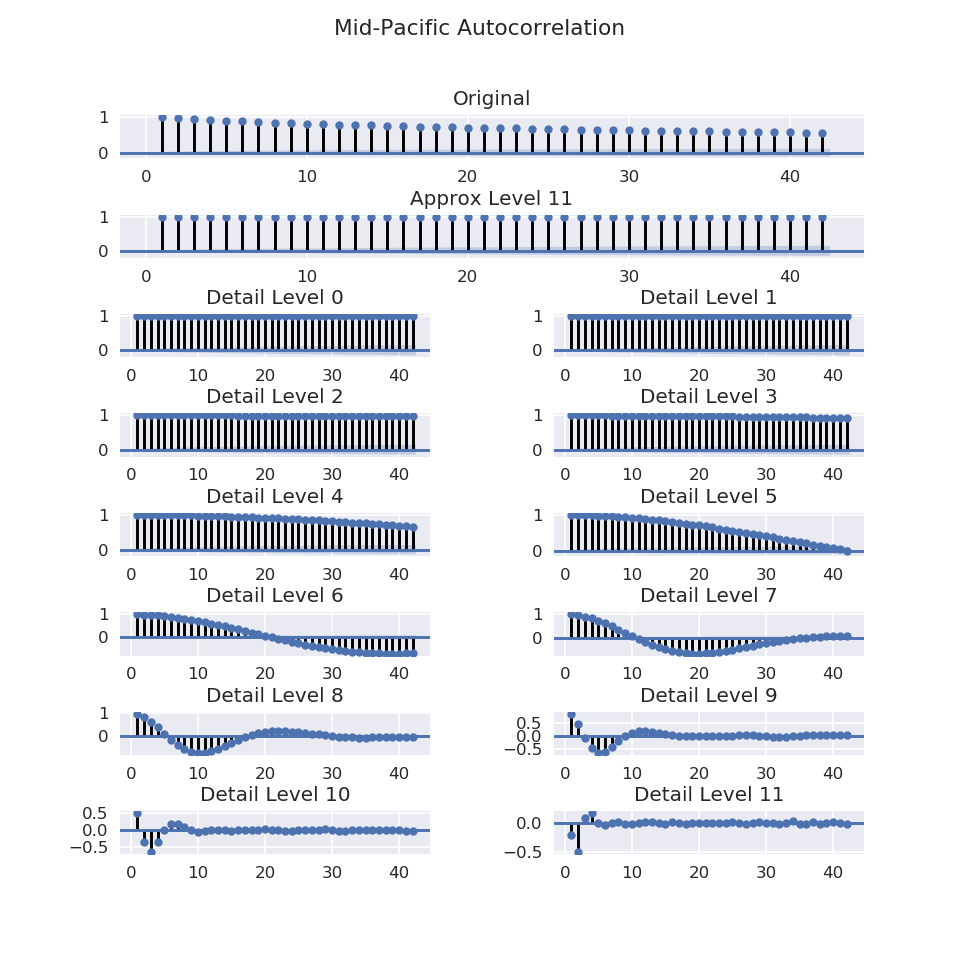 Mid-Pacific Autocorrelation
Original
1
0
0 10 20 30 40
Approx Level 11
1
0
0 10 20 30 40
Detail Level 0
1
0
0 10 20 30 40
Detail Level 1
1
0
0 10 20 30 40
Detail Level 2
1
0
0 10 20 30 40
Detail Level 3
1
0
0 10 20 30 40
Detail Level 4
1
0
0 10 20 30 40
Detail Level 5
1
0
0 10 20 30 40
Detail Level 6
1
0
0 10 20 30 40
Detail Level 7
1
0
0 10 20 30 40
Detail Level 8
1
0
0 10 20 30 40
Detail Level 9
0.5
0.0
−0.5
0 10 20 30 40
Detail Level 10
0.5
0.0
−0.5
0 10 20 30 40
Detail Level 11
0.0
−0.5
0 10 20 30 40